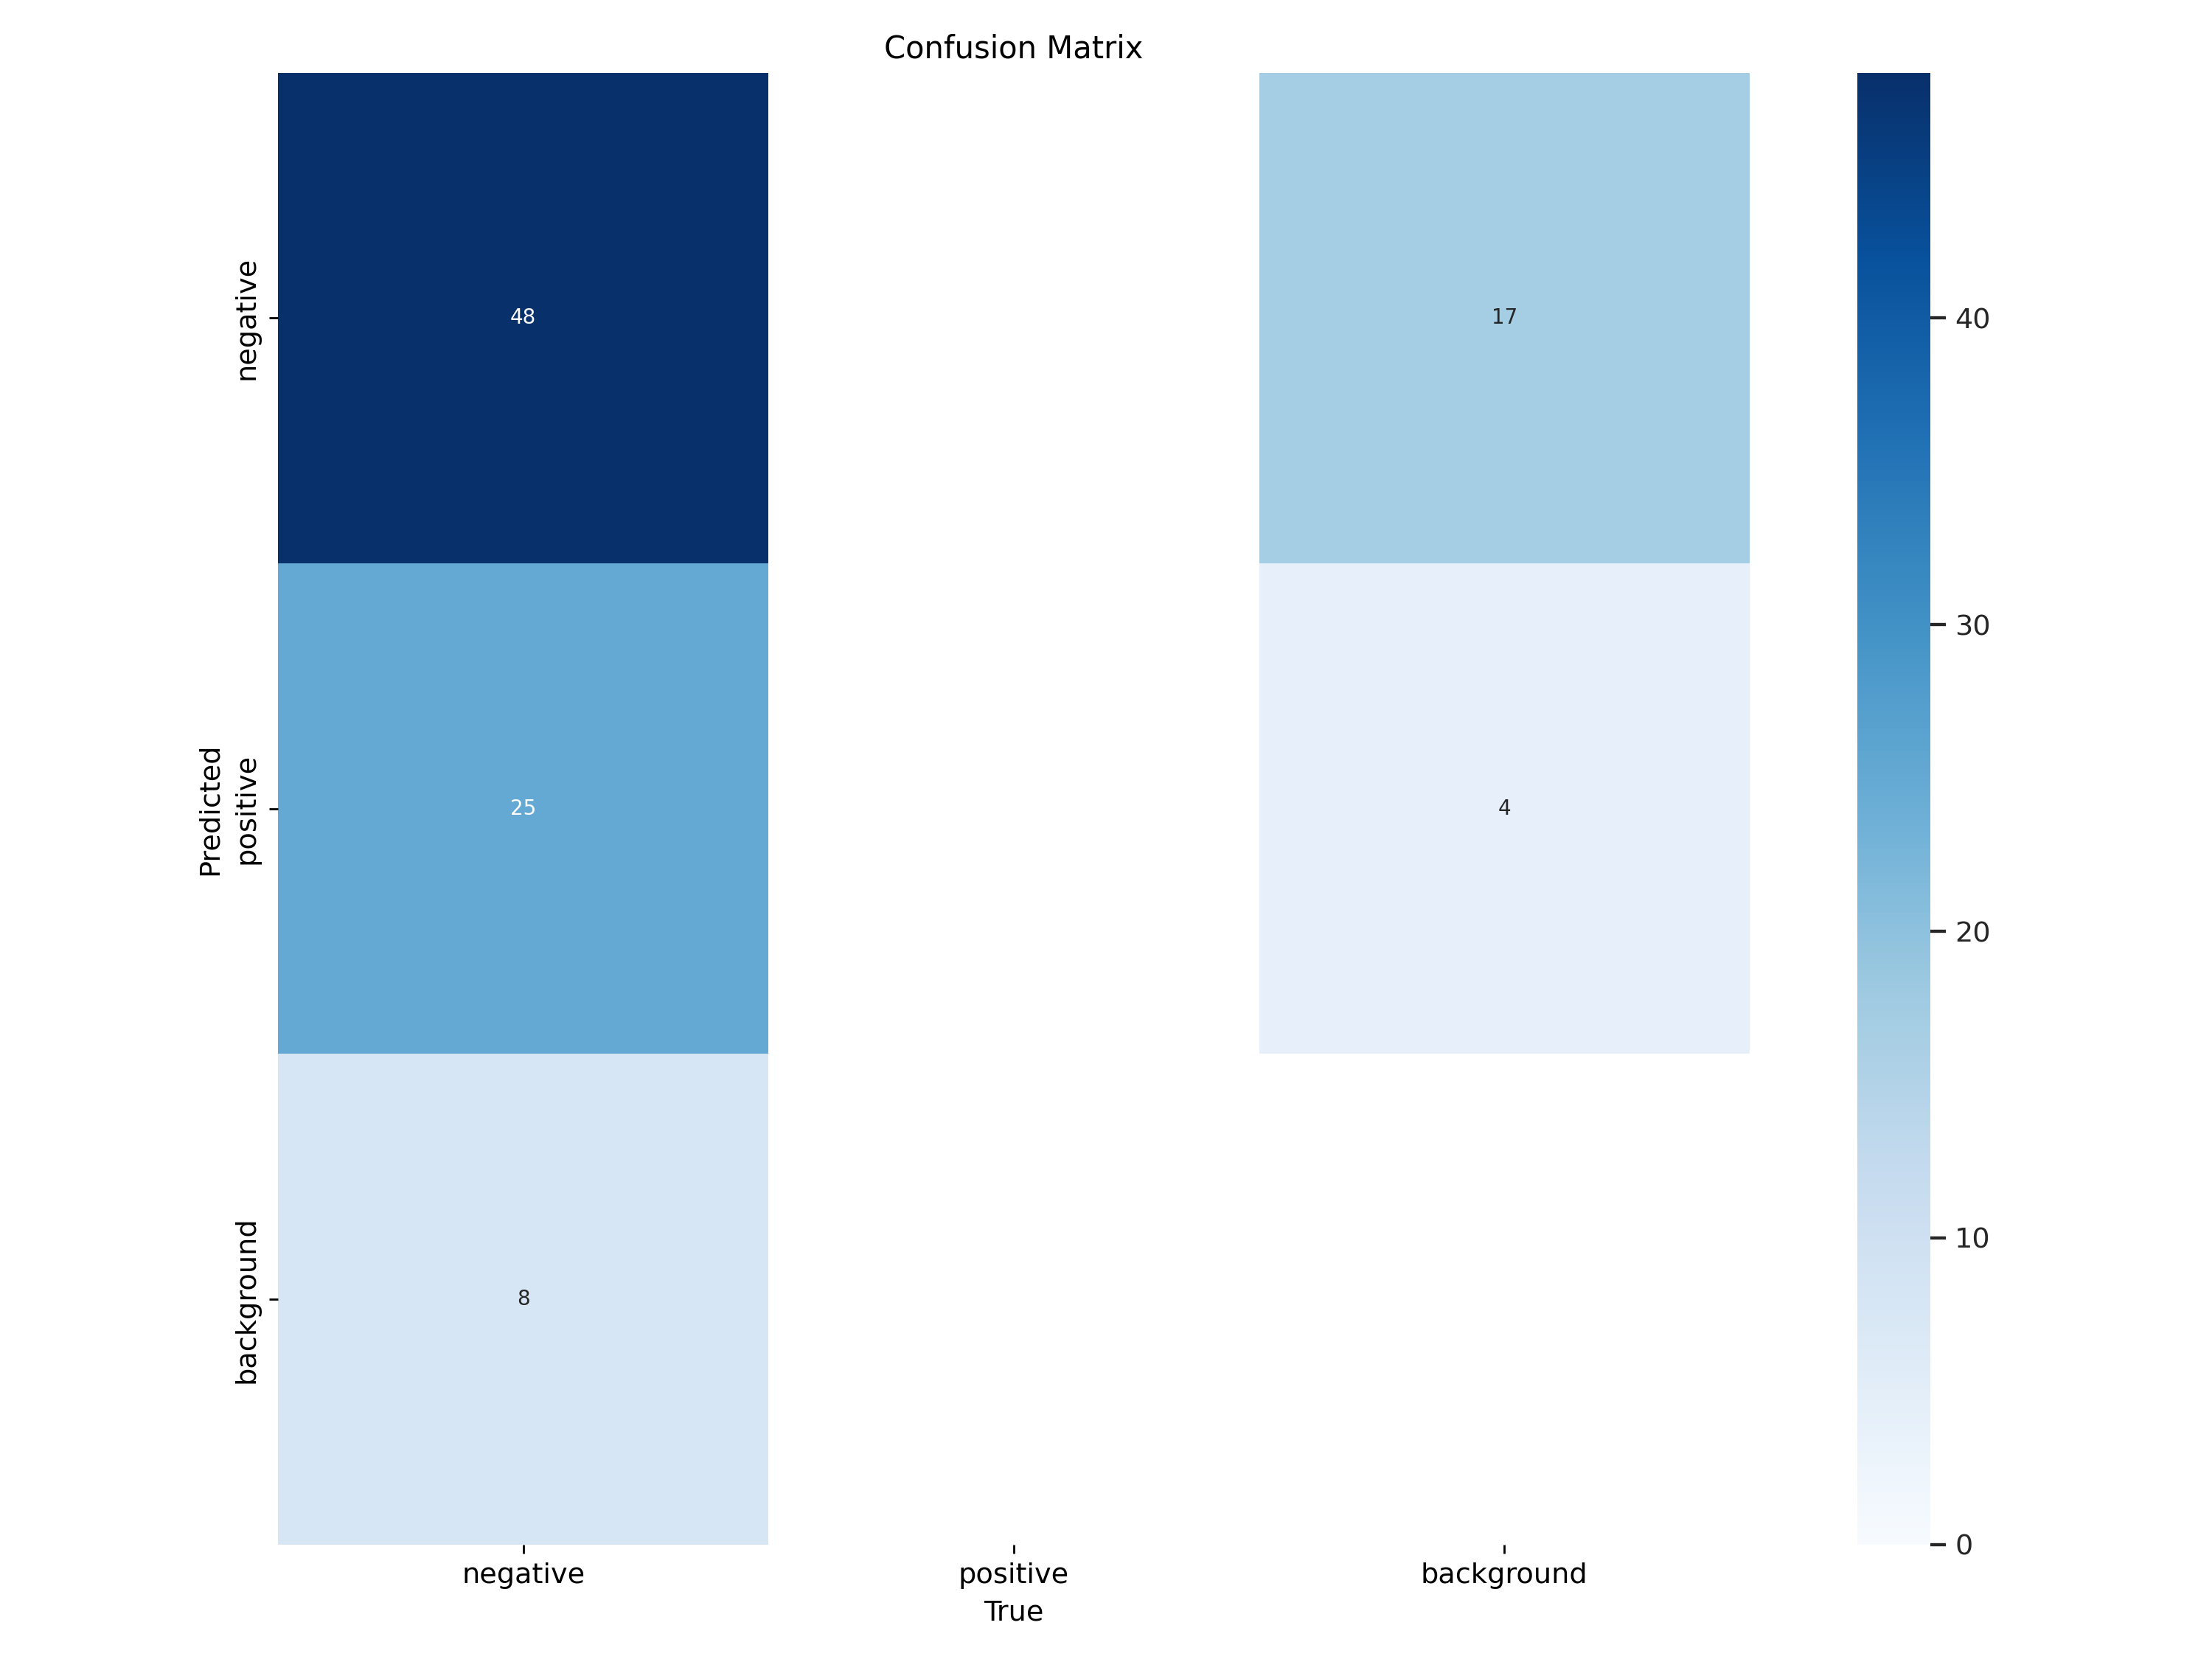 Confusion Matrix
negative
48
17
40
30
Predicted
positive
25
4
20
background
8
10
0
negative
positive
background
True